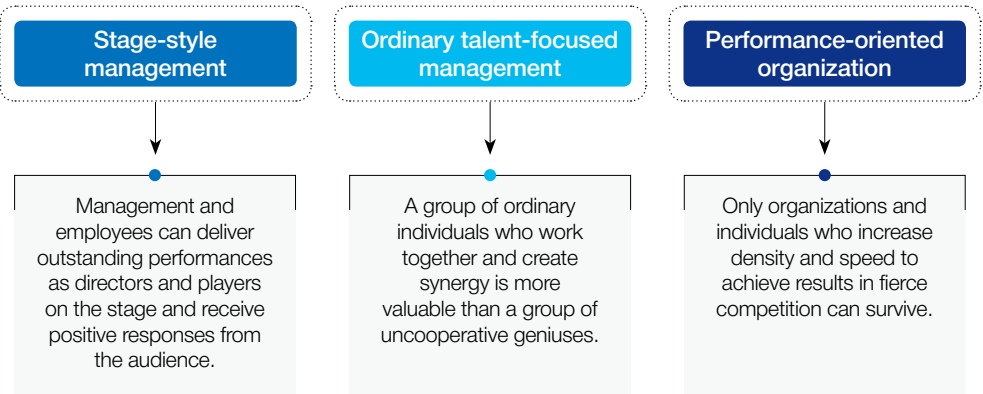 Stage-style
management
Management and
employees can deliver
outstanding performances
as directors and players
on the stage and receive
positive responses from
the audience.
Ordinary talent-focused
management
A group of ordinary
individuals who work
together and create
synergy is more
valuable than a group of
uncooperative geniuses.
Performance-oriented
organization
Only organizations and
individuals who increase
density and speed to
achieve results in fierce
competition can survive.